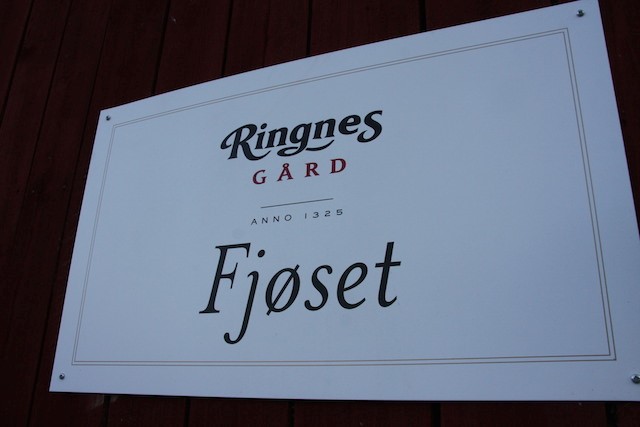 Ringnes
GÅRD
ANNO 1325
Fjøset